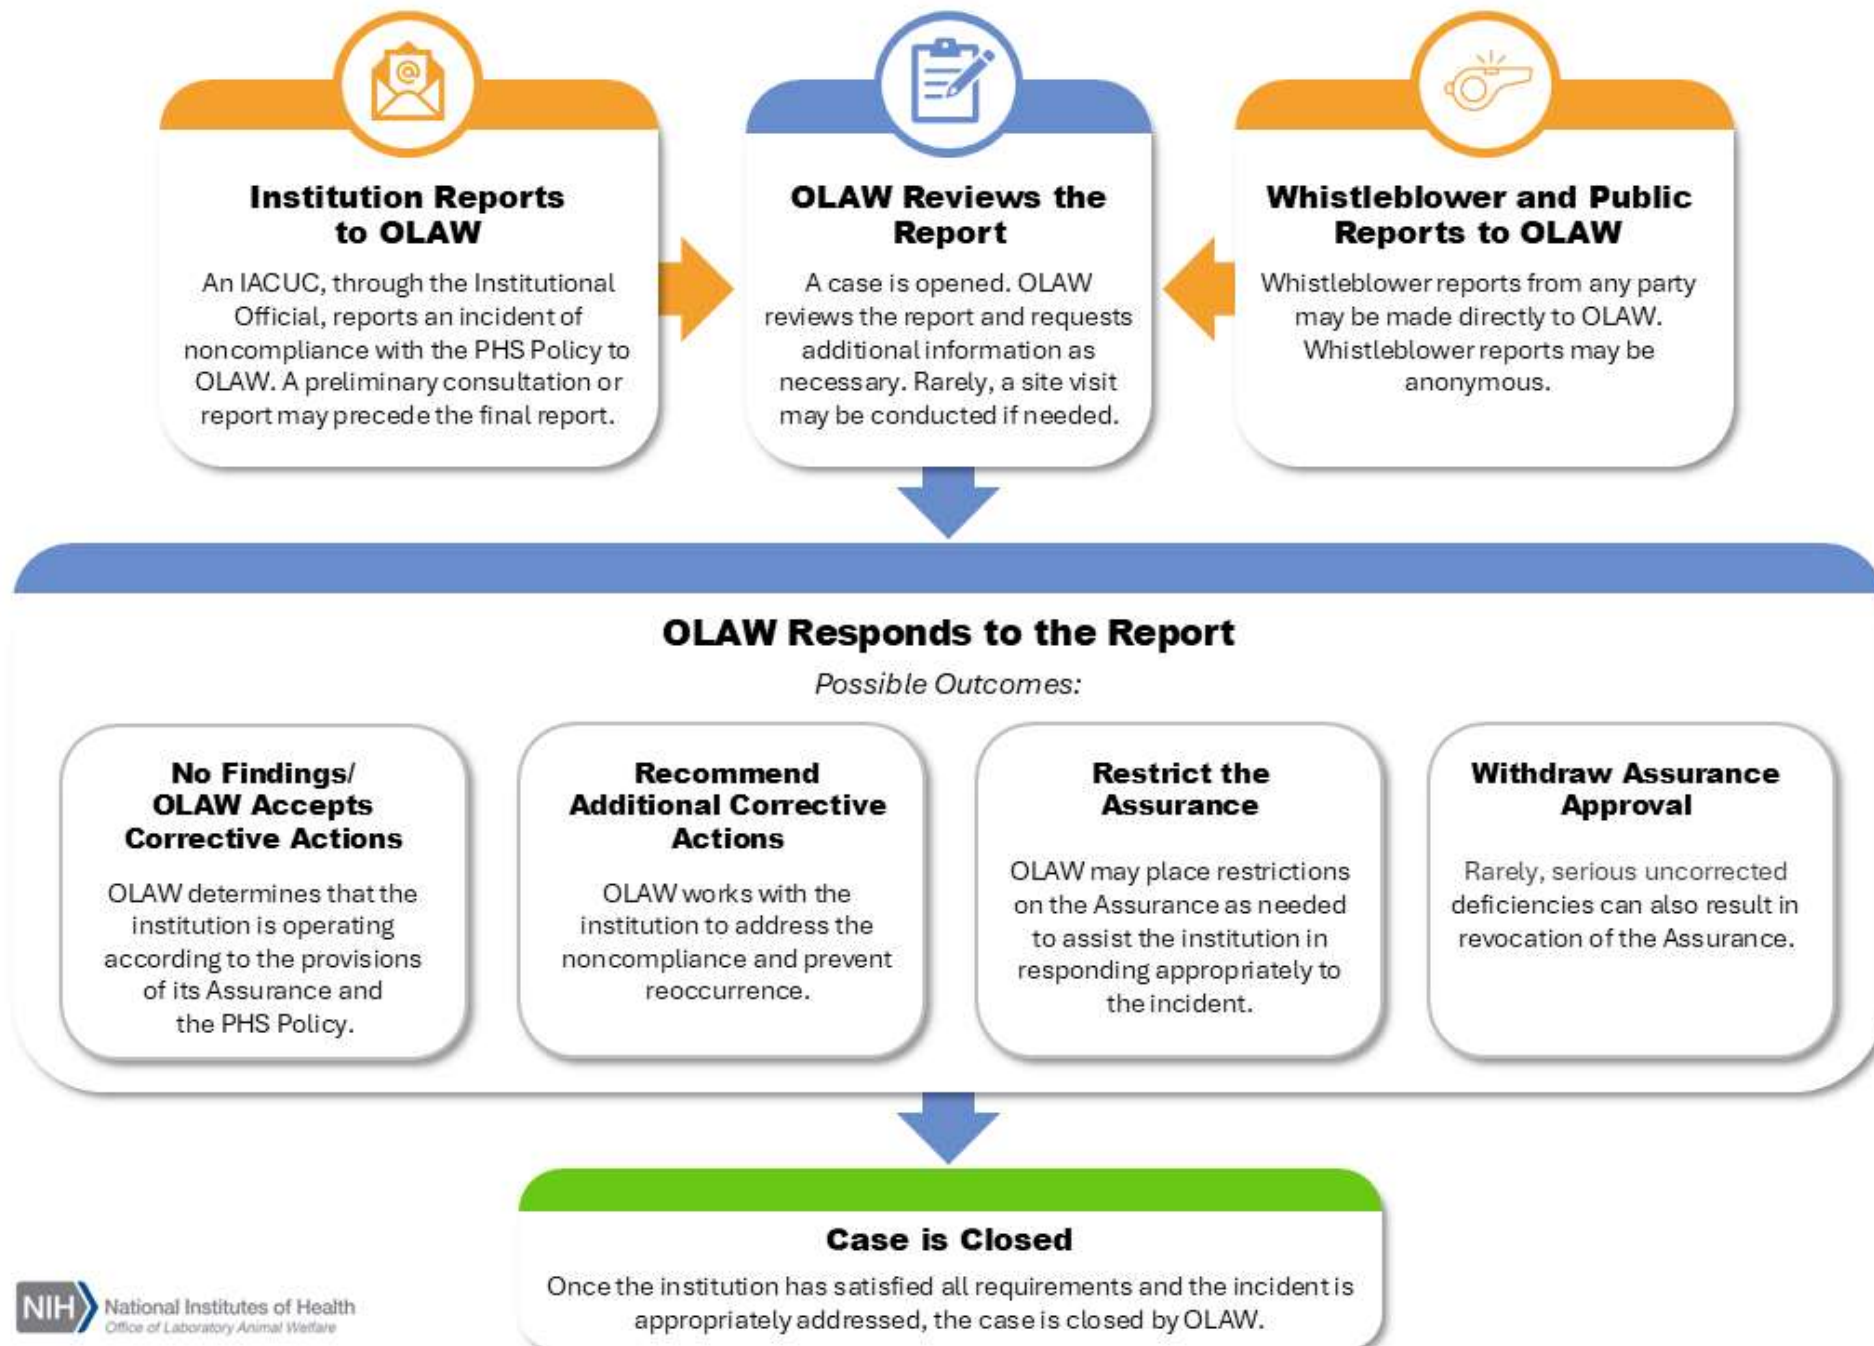 @
Institution Reports
to OLAW
An IACUC, through the Institutional
Official, reports an incident of
noncompliance with the PHS Policy to
OLAW. A preliminary consultation or
report may precede the final report.
OLAW Reviews the
Report
A case is opened. OLAW
reviews the report and requests
additional information as
necessary. Rarely, a site visit
may be conducted if needed.
Whistleblower and Public
Reports to OLAW
Whistleblower reports from any party
may be made directly to OLAW.
Whistleblower reports may be
anonymous.
OLAW Responds to the Report
Possible Outcomes:
No Findings/
OLAW Accepts
Corrective Actions
OLAW determines that the
institution is operating
according to the provisions
of its Assurance and
the PHS Policy.
Recommend
Additional Corrective
Actions
OLAW works with the
institution to address the
noncompliance and prevent
reoccurrence.
Restrict the
Assurance
OLAW may place restrictions
on the Assurance as needed
to assist the institution in
responding appropriately to
the incident.
Withdraw Assurance
Approval
Rarely, serious uncorrected
deficiencies can also result in
revocation of the Assurance.
Case is Closed
Once the institution has satisfied all requirements and the incident is
appropriately addressed, the case is closed by OLAW.
NIH
National Institutes of Health
Office of Laboratory Animal Welfare